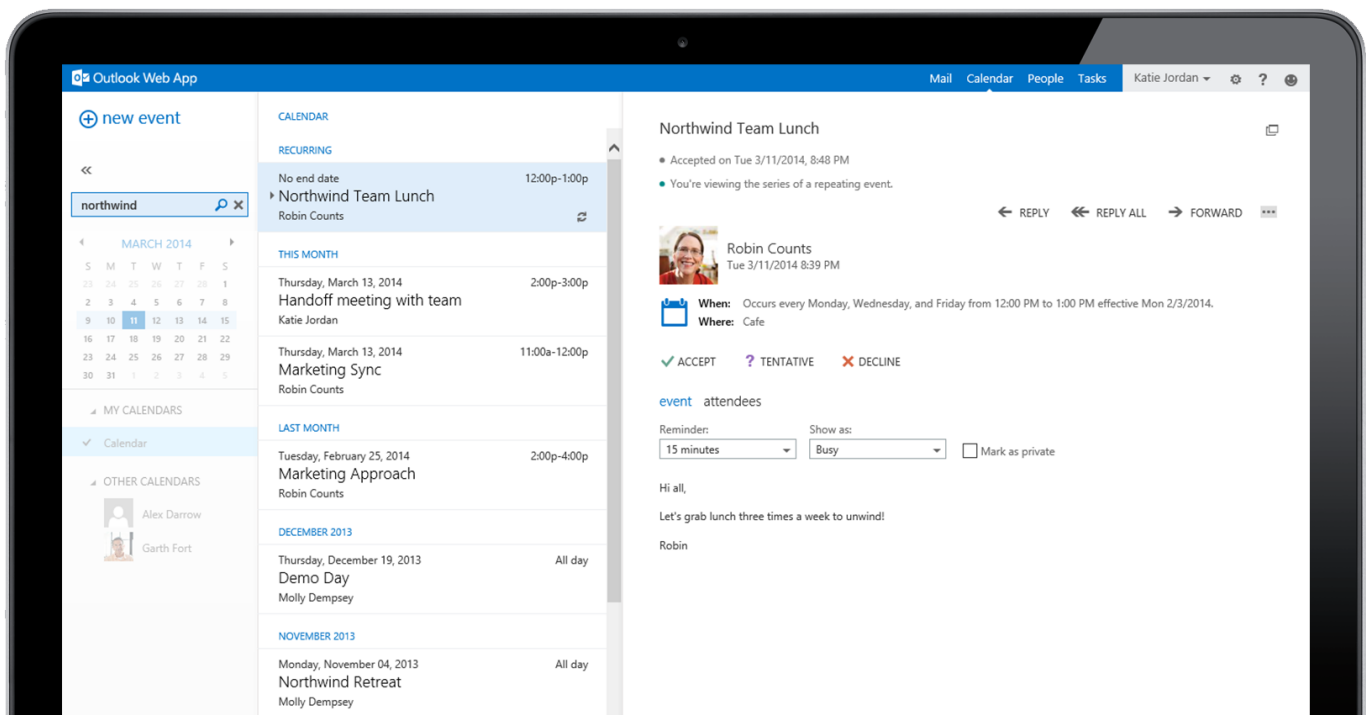 Outlook Web App
Mail Calendar People Tasks Katie Jordan ?
new event
«
northwind
MARCH 2014
S M T W T F S
23 24 25 26 27 28 1
2 3 4 5 6 7 8
9 10 11 12 13 14 15
16 17 18 19 20 21 22
23 24 25 26 27 28 29
30 31 1 2 3 4 5
MY CALENDARS
Calendar
OTHER CALENDARS
Alex Darrow
Garth Fort
CALENDAR
RECURRING
No end date 12:00p-1:00p
Northwind Team Lunch
Robin Counts
THIS MONTH
Thursday, March 13, 2014 2:00p-3:00p
Handoff meeting with team
Katie Jordan
Thursday, March 13, 2014 11:00a-12:00p
Marketing Sync
Robin Counts
LAST MONTH
Tuesday, February 25, 2014 2:00p-4:00p
Marketing Approach
Robin Counts
DECEMBER 2013
Thursday, December 19, 2013 All day
Demo Day
Molly Dempsey
NOVEMBER 2013
Monday, November 04, 2013 All day
Northwind Retreat
Molly Dempsey
Northwind Team Lunch
Accepted on Tue 3/11/2014, 8:48 PM
You're viewing the series of a repeating event.
REPLY REPLY ALL FORWARD •••
Robin Counts
Tue 3/11/2014 8:39 PM
When: Occurs every Monday, Wednesday, and Friday from 12:00 PM to 1:00 PM effective Mon 2/3/2014.
Where: Cafe
ACCEPT ? TENTATIVE DECLINE
event attendees
Reminder: Show as:
15 minutes Busy Mark as private
Hi all,
Let's grab lunch three times a week to unwind!
Robin